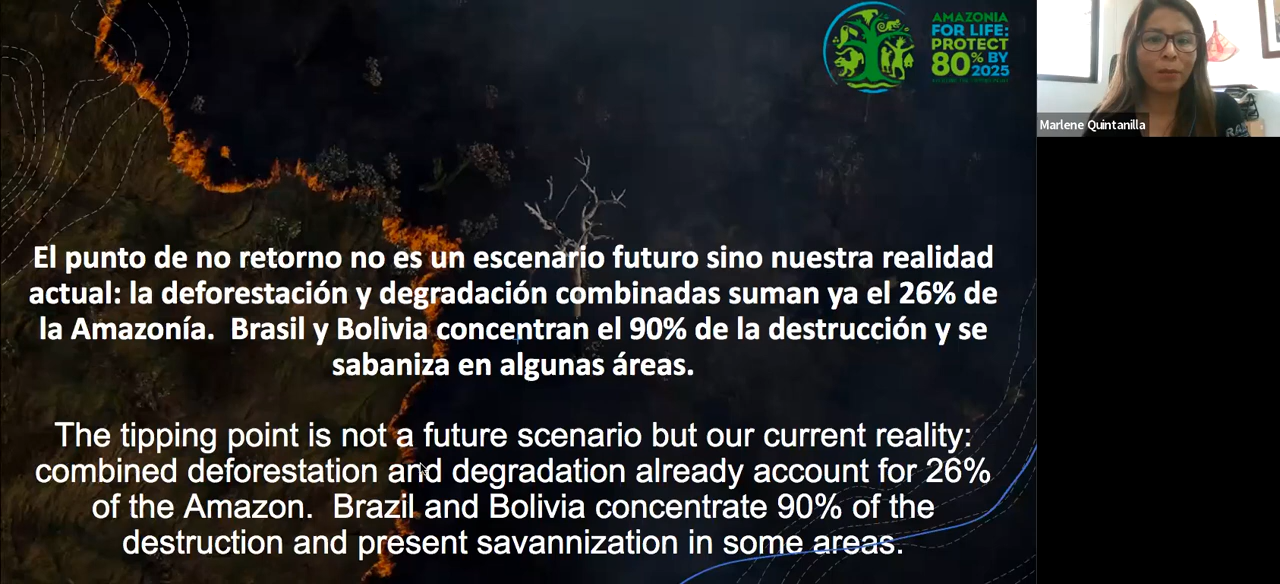 AMAZONIA
FOR LIFE:
PROTECT
80% BY
2025
Marlene Quintanilla
El punto de no retorno no es un escenario futuro sino nuestra realidad
actual: la deforestación y degradación combinadas suman ya el 26% de
la Amazonía. Brasil y Bolivia concentran el 90% de la destrucción y se
sabaniza en algunas áreas.
The tipping point is not a future scenario but our current reality:
combined deforestation and degradation already account for 26%
of the Amazon. Brazil and Bolivia concentrate 90% of the
destruction and present savannization in some areas.